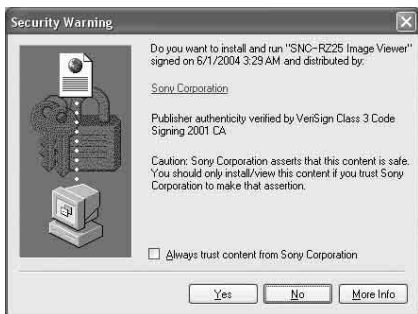 Security Warning
Do you want to install and run "SNC-RZ25 Image Viewer"
signed on 6/1/2004 3:29 AM and distributed by:
Sony Corporation
Publisher authenticity verified by VeriSign Class 3 Code
Signing 2001 CA
Caution: Sony Corporation asserts that this content is safe.
You should only install/view this content if you trust Sony
Corporation to make that assertion.
Always trust content from Sony Corporation
Yes No More Info